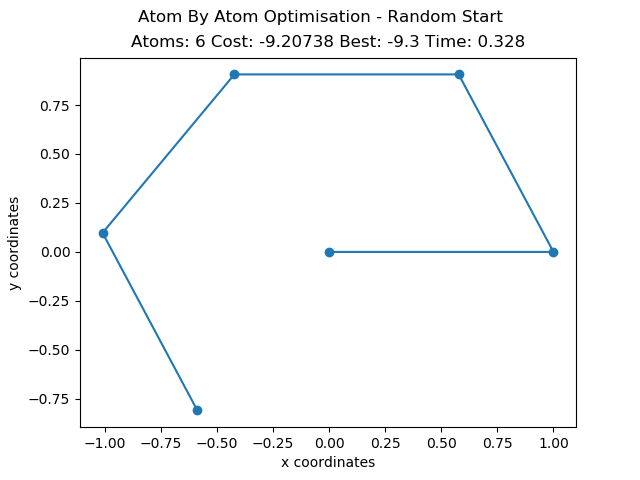 Atom By Atom Optimisation - Random Start
Atoms: 6 Cost: -9.20738 Best: -9.3 Time: 0.328
0.75
0.50
0.25
0.00
−0.25
−0.50
−0.75
y coordinates
−1.00 −0.75 −0.50 −0.25 0.00 0.25 0.50 0.75 1.00
x coordinates